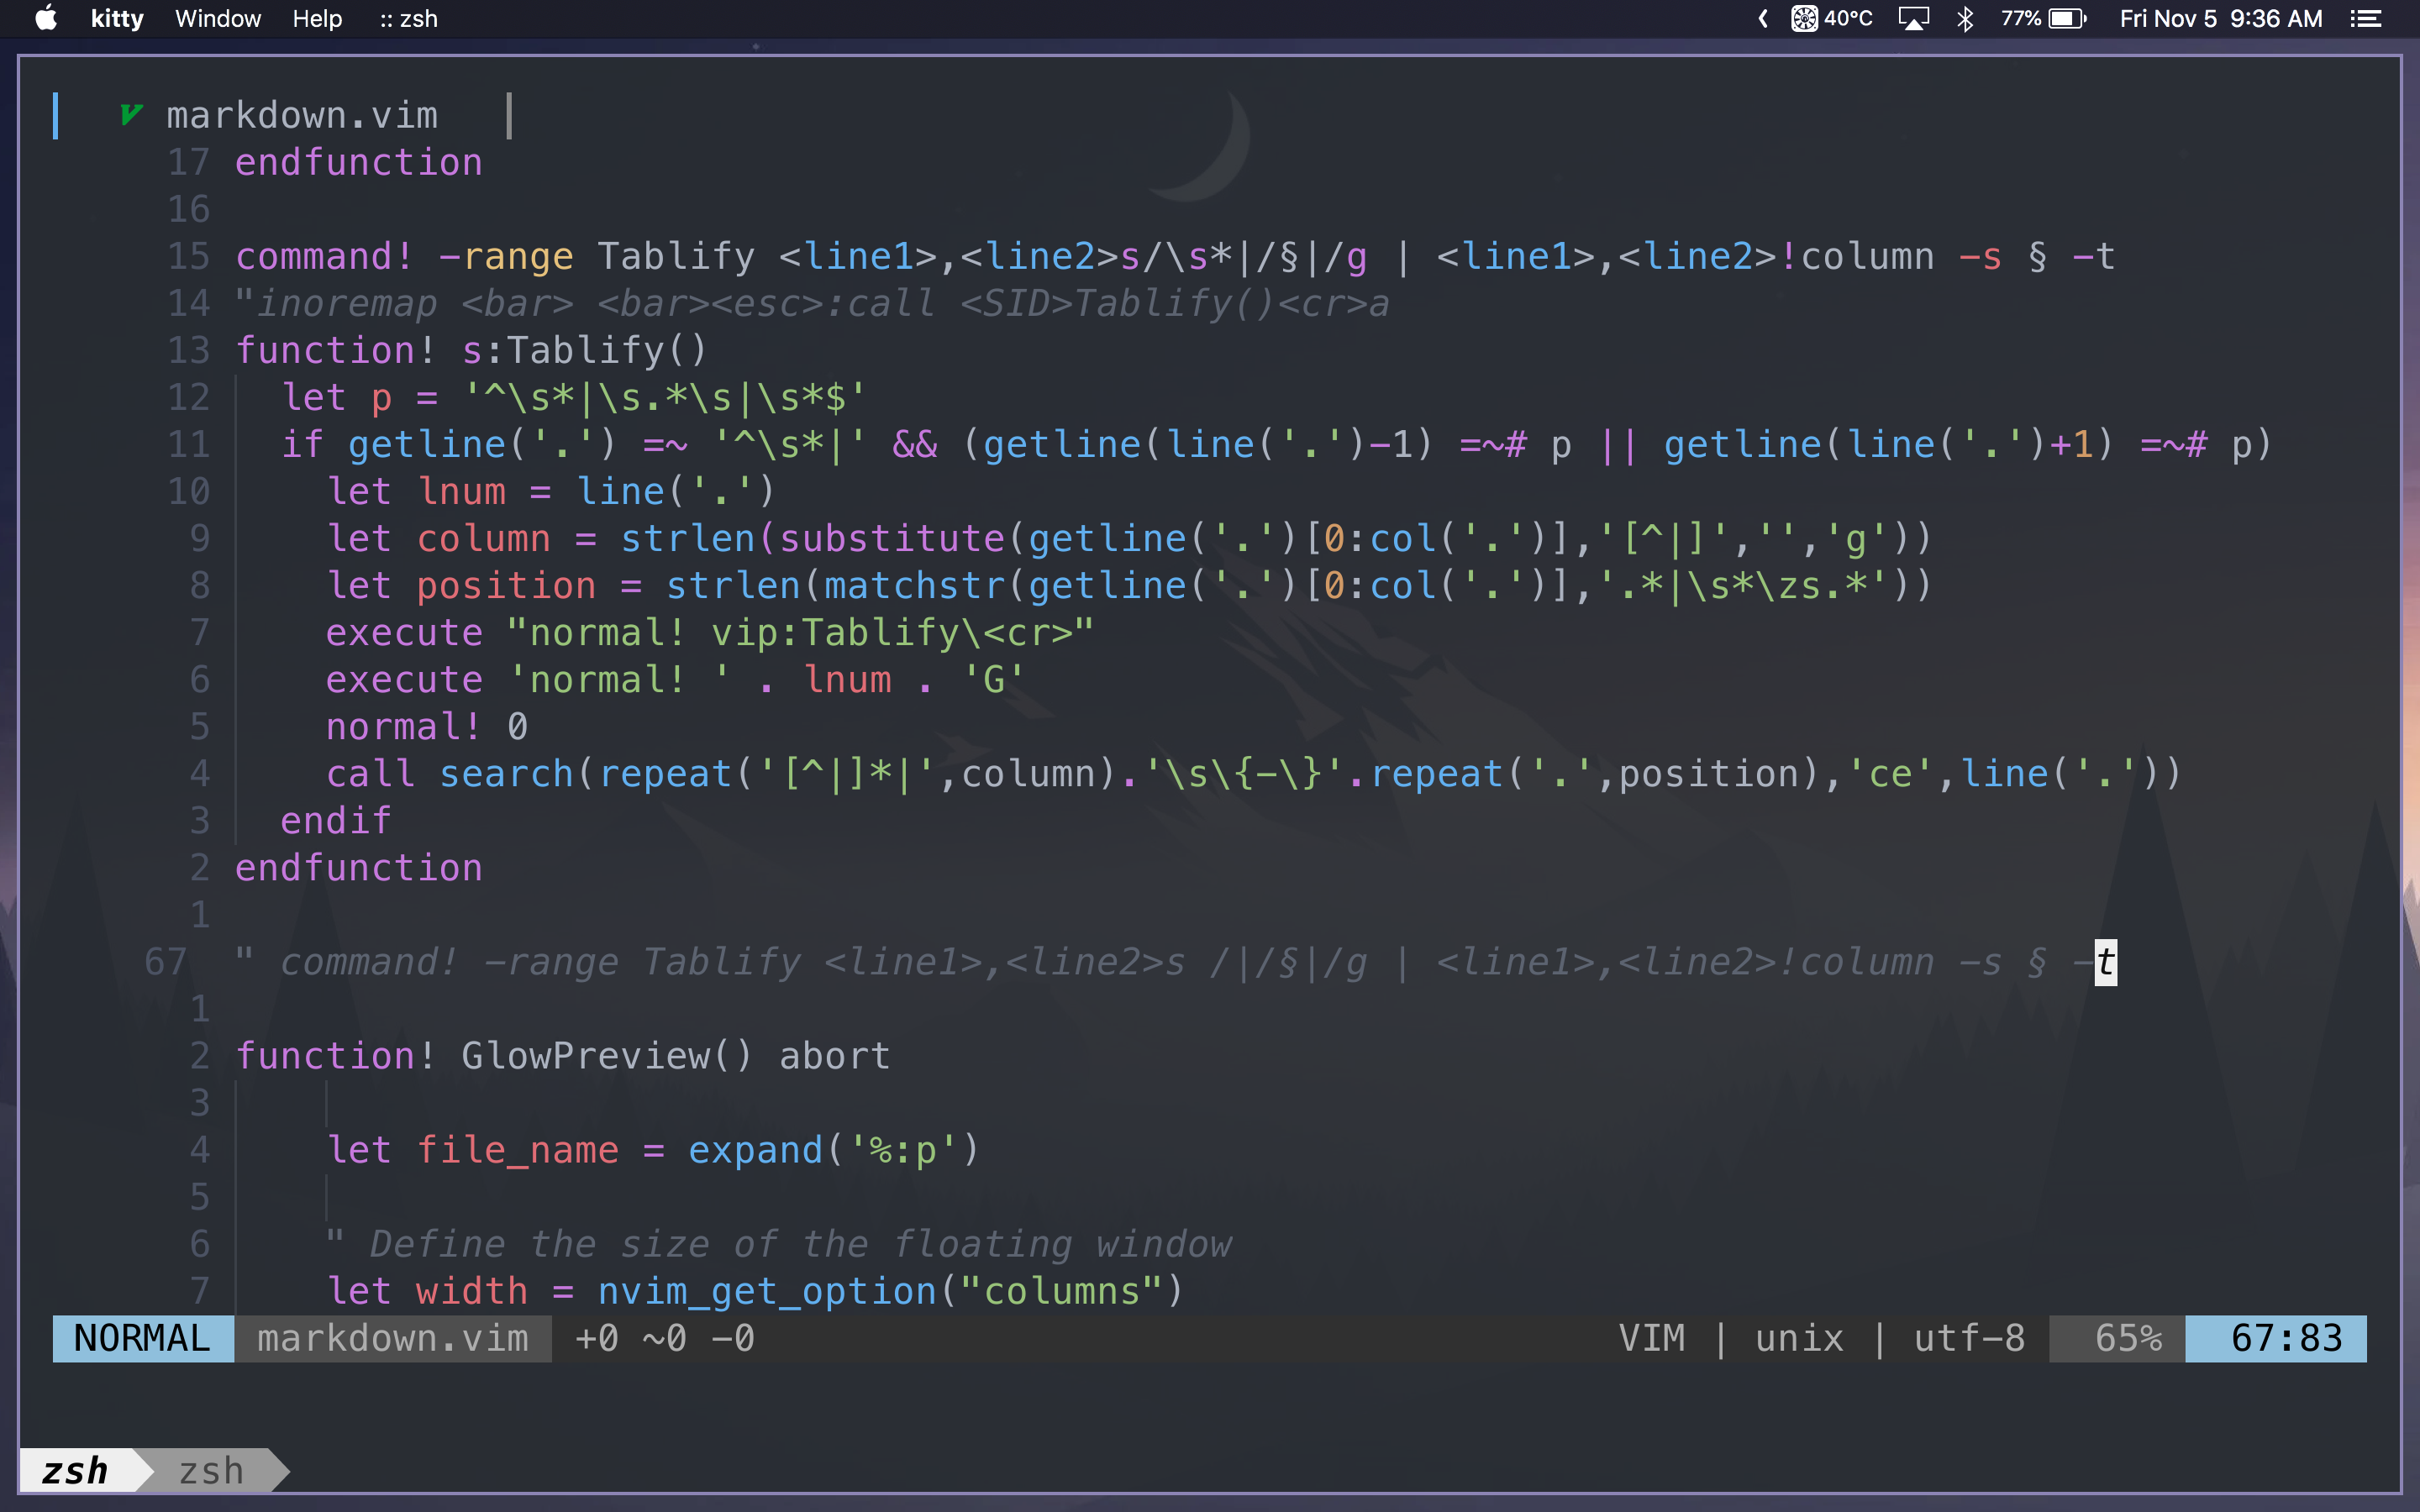 kitty Window Help :: zsh 40°C 77% Fri Nov 5 9:36 AM
markdown.vim
17 endfunction
16
15 command! -range Tablify <line1>,<line2>s/\s*|/§|/g | <line1>,<line2>!column -s § -t
14 "inoremap <bar> <bar><esc>:call <SID>Tablify()<cr>a
13 function! s:Tablify()
12 let p = '^\s*|\s.*\s|\s*$'
11 if getline('.') =~ '^\s*|' && (getline(line('.')-1) =~# p || getline(line('.')+1) =~# p)
10 let lnum = line('.')
9 let column = strlen(substitute(getline('.')[0:col('.')],'[^|]','','g'))
8 let position = strlen(matchstr(getline('.')[0:col('.')],'.*|\s*\zs.*'))
7 execute "normal! vip:Tablify\<cr>"
6 execute 'normal! ' . lnum . 'G'
5 normal! 0
4 call search(repeat('[^|]*|',column).'\s\{-\}'.repeat('.',position),'ce',line('.'))
3 endif
2 endfunction
1
67 " command! -range Tablify <line1>,<line2>s /|/§|/g | <line1>,<line2>!column -s § -t
1
2 function! GlowPreview() abort
3
4 let file_name = expand('%:p')
5
6 " Define the size of the floating window
7 let width = nvim_get_option("columns")
NORMAL markdown.vim +0 ~0 -0 VIM | unix | utf-8 65% 67:83
zsh zsh